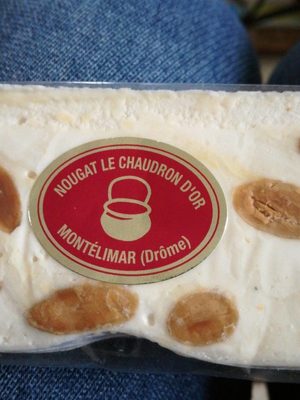 NOUGAT LE CHAUDRON D'OR
MONTÉLIMAR (Drôme)